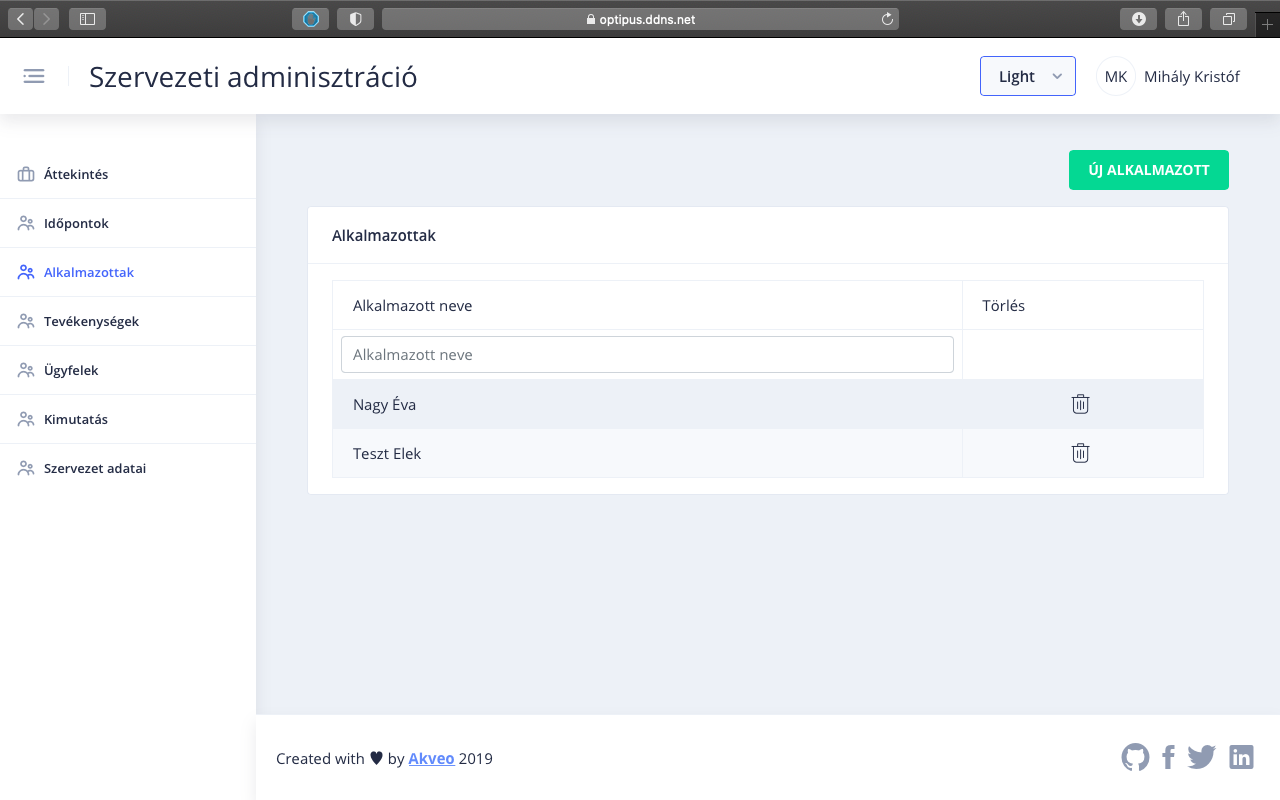 optipus.ddns.net
Szervezeti adminisztráció
Light
MK Mihály Kristóf
Áttekintés
Időpontok
Alkalmazottak
Tevékenységek
Ügyfelek
Kimutatás
Szervezet adatai
ÚJ ALKALMAZOTT
Alkalmazottak
Alkalmazott neve Törlés
Alkalmazott neve
Nagy Éva
Teszt Elek
Created with ♥ by Akveo 2019